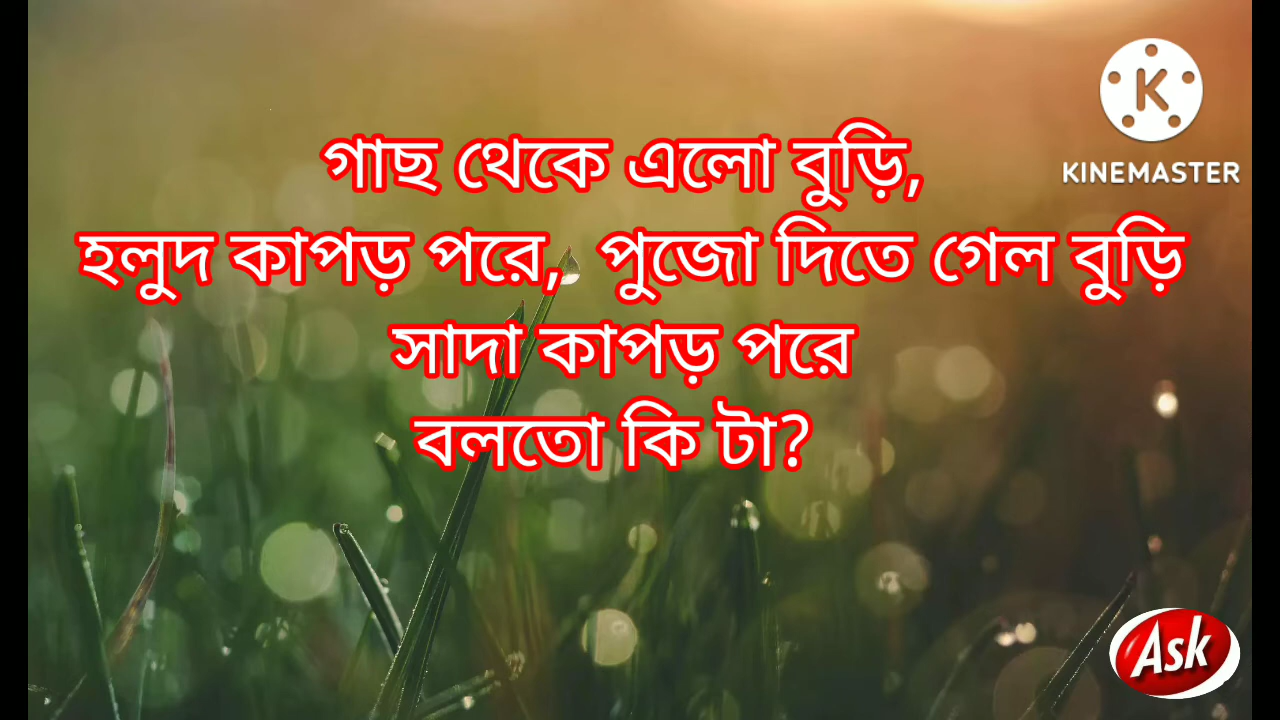 K
KINEMASTER
গাছ থেকে এলো বুড়ি,
হলুদ কাপড় পরে, পুজো দিতে গেল বুড়ি
সাদা কাপড় পরে
বলতো কি টা?
Ask